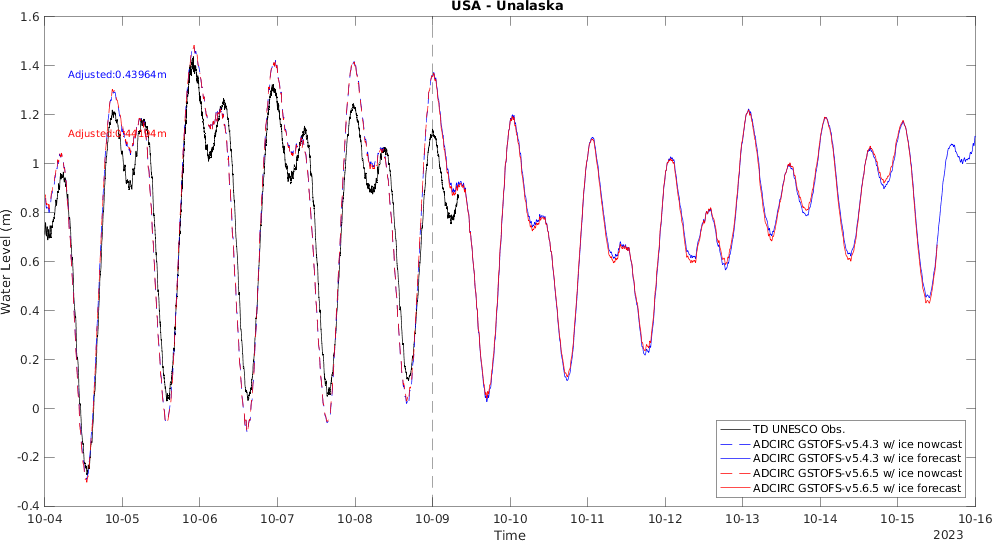 USA - Unalaska
1.6
1.4
1.2
1
0.8
0.6
0.4
0.2
0
-0.2
-0.4
Water Level (m)
Adjusted:0.43964m
10-04 10-05 10-06 10-07 10-08 10-09 10-10 10-11 10-12 10-13 10-14 10-15 10-16
Time
2023
TD UNESCO Obs.
ADCIRC GSTOFS-v5.4.3 w/ ice nowcast
ADCIRC GSTOFS-v5.4.3 w/ ice forecast
ADCIRC GSTOFS-v5.6.5 w/ ice nowcast
ADCIRC GSTOFS-v5.6.5 w/ ice forecast